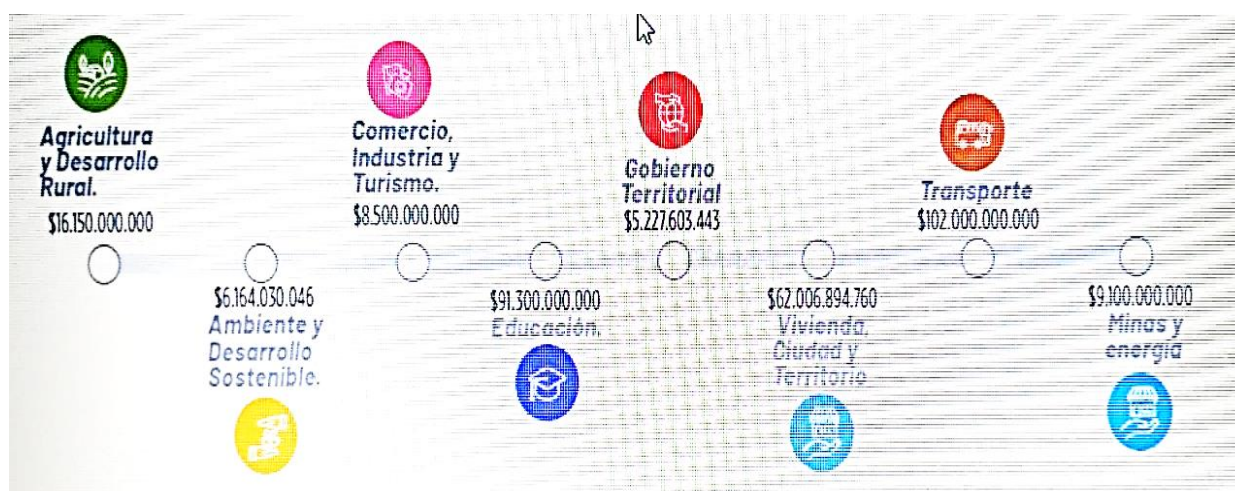 Agricultura
y Desarrollo
Rural.
$16.150.000.000
$6.164.030.046
Ambiente y
Desarrollo
Sostenible.
Comercio,
Industria y
Turismo.
$8.500.000.000
$91.300.000.000
Educación.
Gobierno
Territorial
$5.227.603.443
$62.006.894.760
Vivienda,
Ciudad y
Territorio
Transporte
$102.000.000.000
$9.100.000.000
Minas y
energía